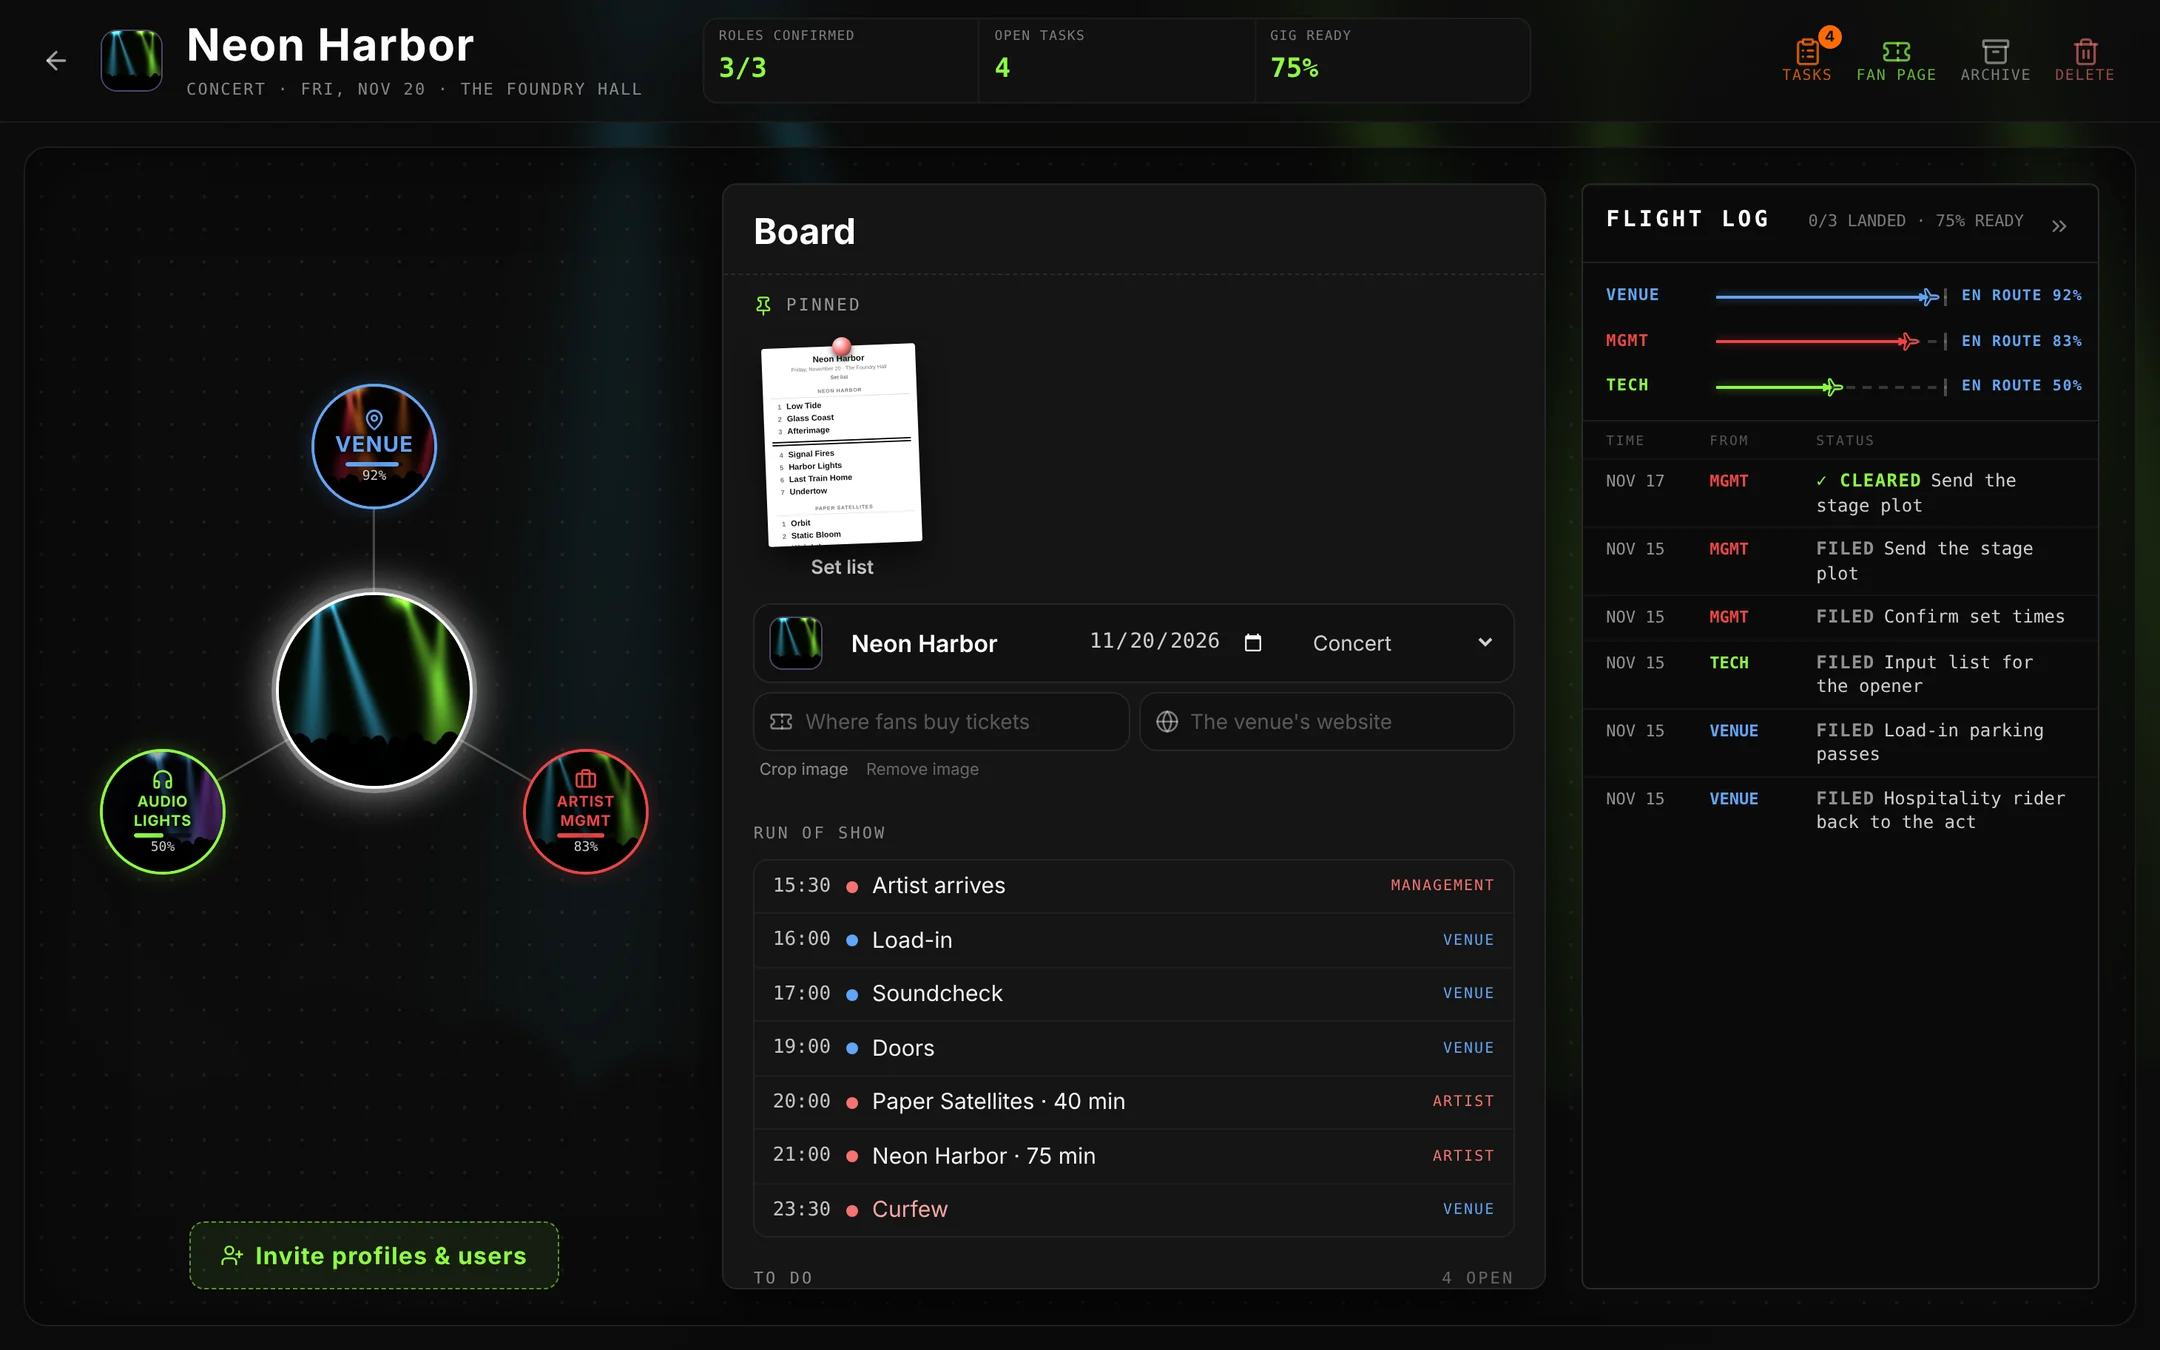 Neon Harbor
CONCERT · FRI, NOV 20 · THE FOUNDRY HALL
ROLES CONFIRMED
3/3
OPEN TASKS
4
GIG READY
75%
4
TASKS
FAN PAGE
ARCHIVE
DELETE
VENUE
92%
AUDIO
LIGHTS
50%
ARTIST
MGMT
83%
Invite profiles & users
Board
PINNED
Neon Harbor
Friday, November 20 · The Foundry Hall
Set list
NEON HARBOR
1 Low Tide
2 Glass Coast
3 Afterimage
4 Signal Fires
5 Harbor Lights
6 Last Train Home
7 Undertow
PAPER SATELLITES
1 Orbit
2 Static Bloom
Set list
Neon Harbor
11/20/2026
Concert
Where fans buy tickets
The venue's website
Crop image
Remove image
RUN OF SHOW
15:30 Artist arrives MANAGEMENT
16:00 Load-in VENUE
17:00 Soundcheck VENUE
19:00 Doors VENUE
20:00 Paper Satellites · 40 min ARTIST
21:00 Neon Harbor · 75 min ARTIST
23:30 Curfew VENUE
TO DO 4 OPEN
FLIGHT LOG 0/3 LANDED · 75% READY
VENUE EN ROUTE 92%
MGMT EN ROUTE 83%
TECH EN ROUTE 50%
TIME FROM STATUS
NOV 17 MGMT ✓ CLEARED Send the
stage plot
NOV 15 MGMT FILED Send the stage
plot
NOV 15 MGMT FILED Confirm set times
NOV 15 TECH FILED Input list for
the opener
NOV 15 VENUE FILED Load-in parking
passes
NOV 15 VENUE FILED Hospitality rider
back to the act